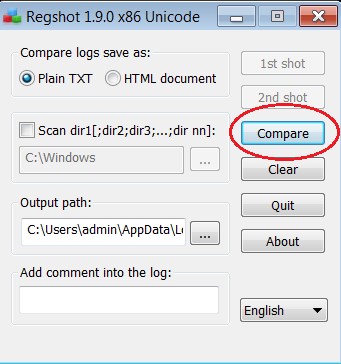 Regshot 1.9.0 x86 Unicode
Compare logs save as:
Plain TXT
HTML document
1st shot
2nd shot
Scan dir1[;dir2;dir3;...;dir nn]:
Compare
C:\Windows
...
Clear
Output path:
Quit
C:\Users\admin\AppData\L
...
About
Add comment into the log:
English